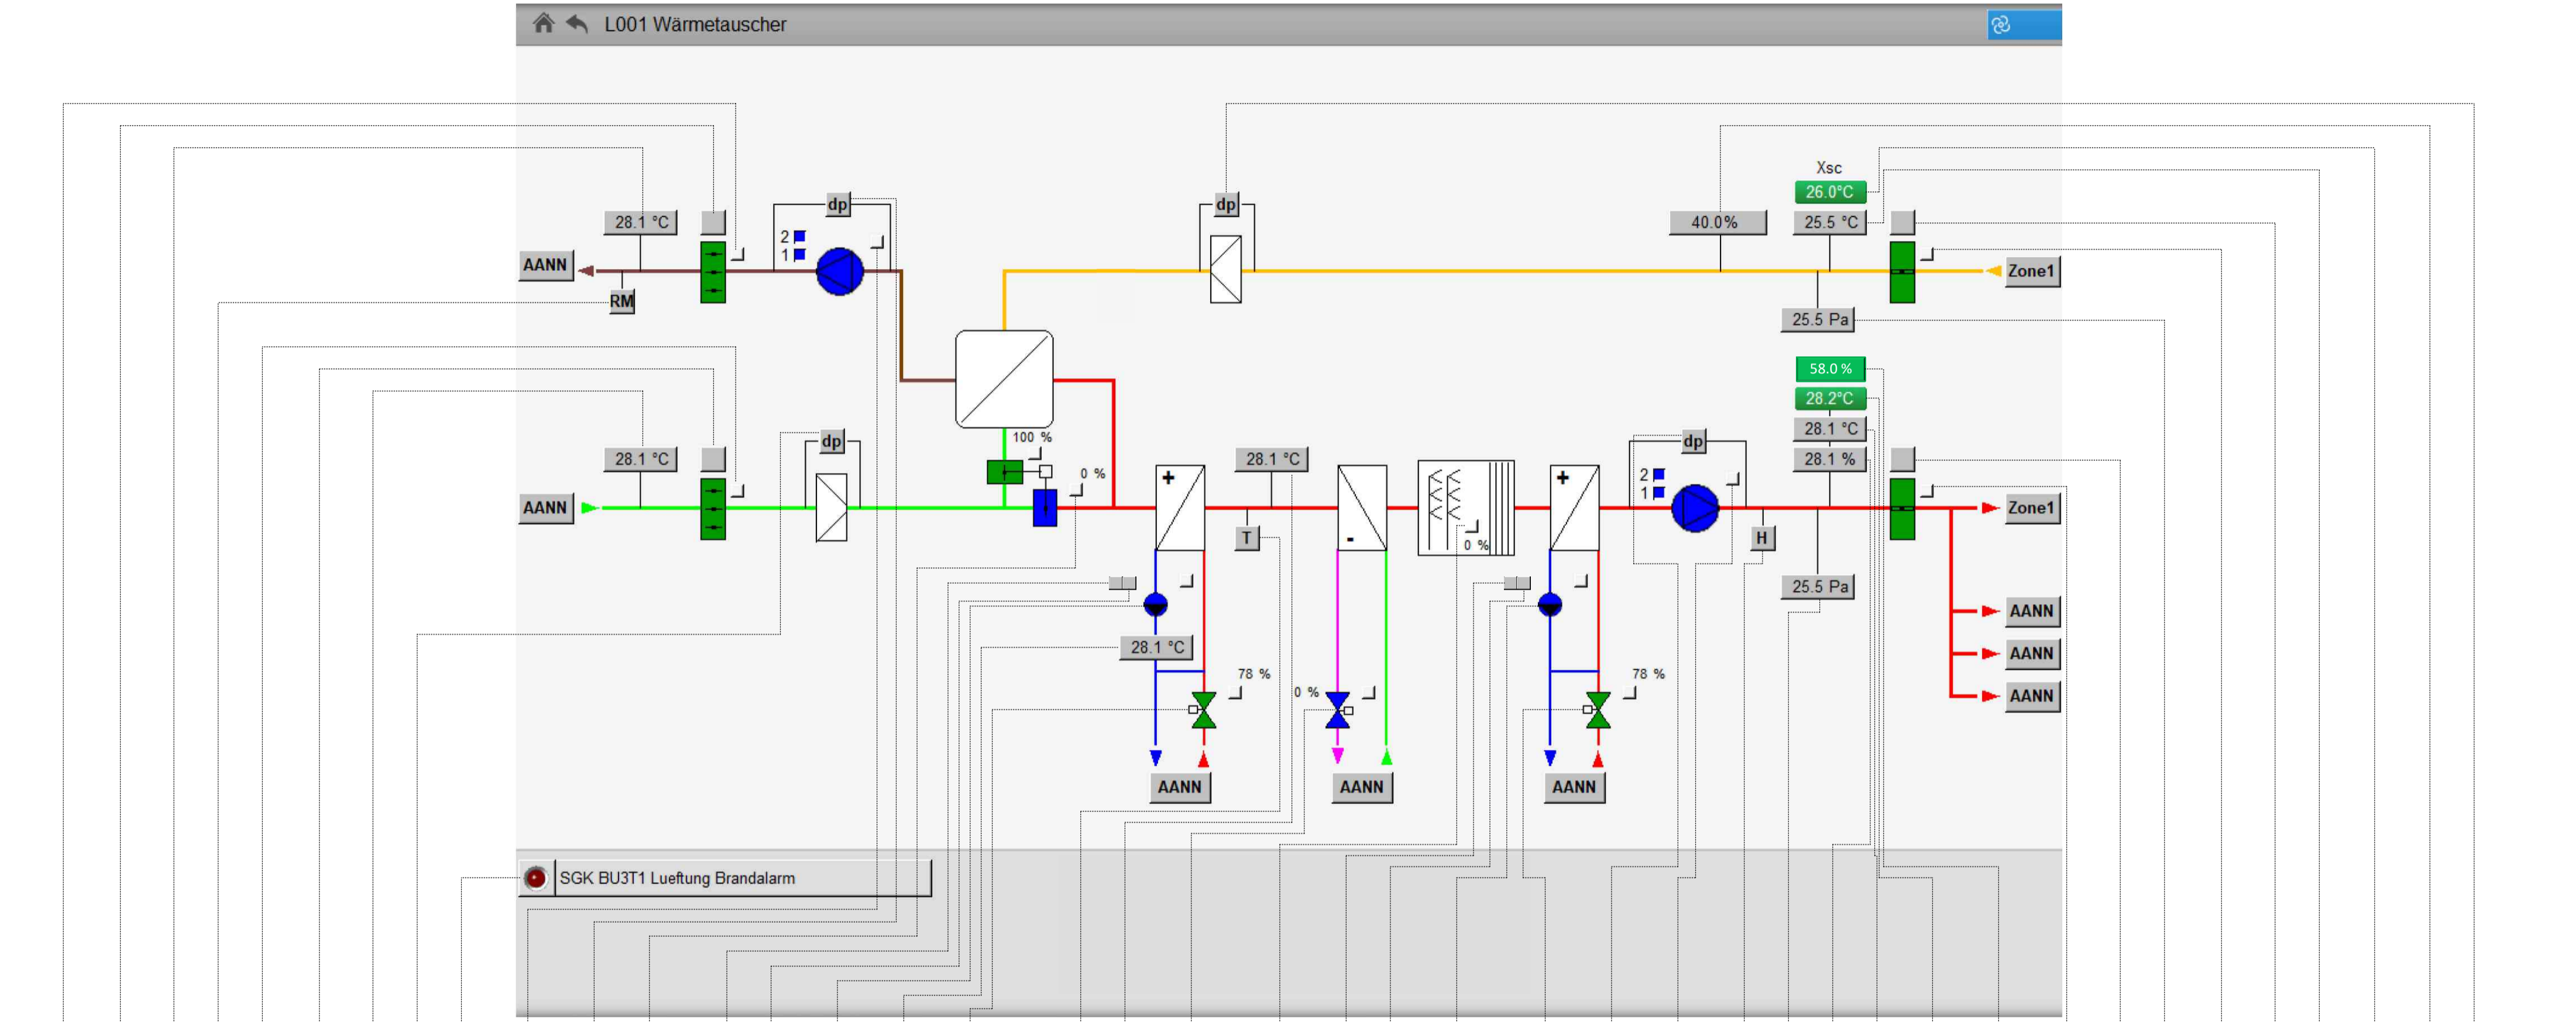 L001 Wärmetauscher
Xsc
26.0°C
28.1 °C
dp
dp
40.0%
25.5 °C
2
1
AANN
Zone1
RM
25.5 Pa
58.0 %
28.2°C
28.1 °C
100 %
28.1 °C
dp
28.1 °C
dp
28.1 %
0 %
+
+
2
1
AANN
Zone1
T
-
0 %
H
25.5 Pa
AANN
28.1 °C
AANN
78 %
0 %
78 %
AANN
AANN
AANN
AANN
SGK BU3T1 Lueftung Brandalarm